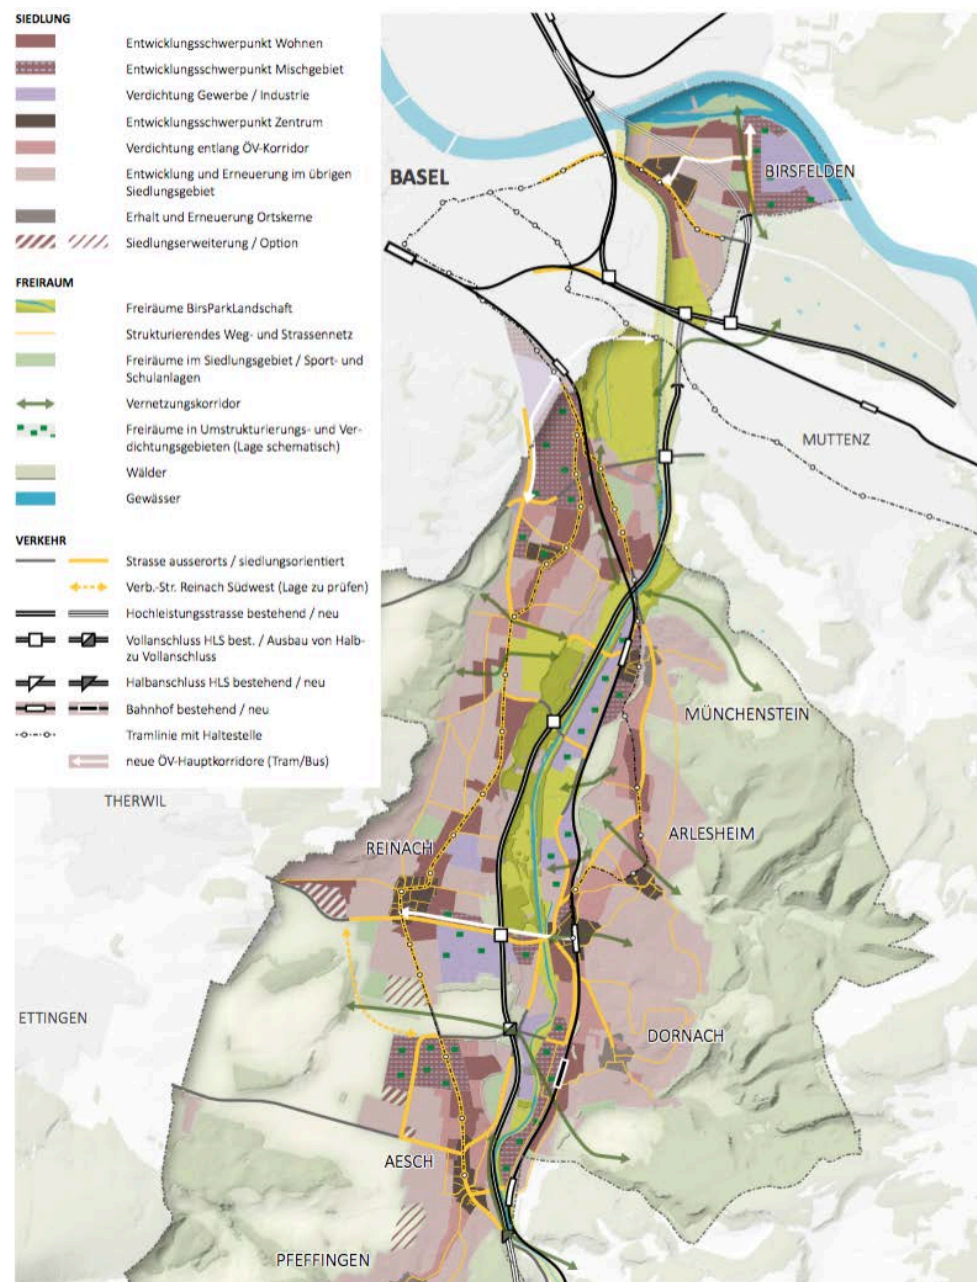 SIEDLUNG
Entwicklungsschwerpunkt Wohnen
Entwicklungsschwerpunkt Mischgebiet
Verdichtung Gewerbe / Industrie
Entwicklungsschwerpunkt Zentrum
Verdichtung entlang ÖV-Korridor
Entwicklung und Erneuerung im übrigen
Siedlungsgebiet
Erhalt und Erneuerung Ortskerne
Siedlungserweiterung / Option
FREIRAUM
Freiräume BirsParkLandschaft
Strukturierendes Weg- und Strassennetz
Freiräume im Siedlungsgebiet / Sport- und
Schulanlagen
Vernetzungskorridor
Freiräume in Umstrukturierungs- und Ver-
dichtungsgebieten (Lage schematisch)
Wälder
Gewässer
VERKEHR
Strasse ausserorts / siedlungsorientiert
Verb.-Str. Reinach Südwest (Lage zu prüfen)
Hochleistungsstrasse bestehend / neu
Vollanschluss HLS best. / Ausbau von Halb-
zu Vollanschluss
Halbanschluss HLS bestehend / neu
Bahnhof bestehend / neu
Tramlinie mit Haltestelle
neue ÖV-Hauptkorridore (Tram/Bus)
BASEL
BIRSFELDEN
MUTTENZ
MÜNCHENSTEIN
THERWIL
ARLESHEIM
REINACH
ETTINGEN
DORNACH
AESCH
PFEFFINGEN